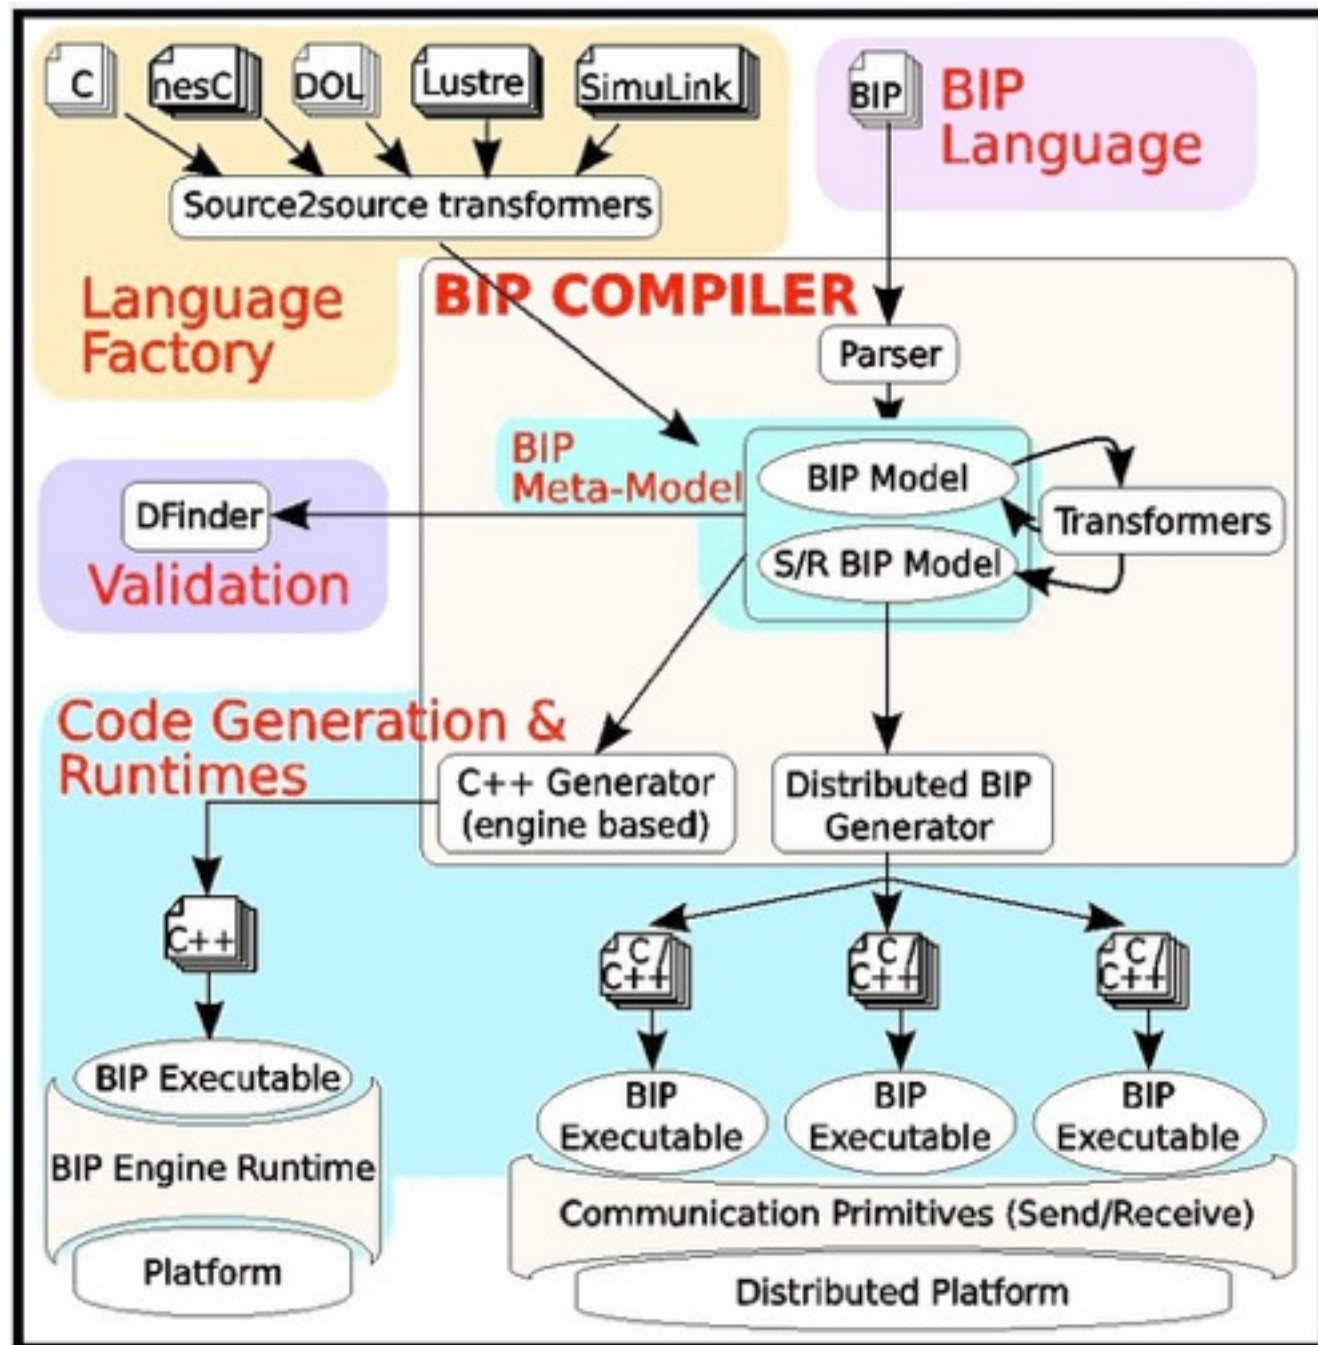 C
nesC
DOL
Lustre
SimuLink
BIP
BIP
Language
Source2source transformers
Language
Factory
BIP COMPILER
Parser
BIP
Meta-Model
BIP Model
DFinder
Transformers
S/R BIP Model
Validation
Code Generation &
Runtimes
C++ Generator
(engine based)
Distributed BIP
Generator
C++
C/
C++
C/
C++
C/
C++
BIP Executable
BIP
Executable
BIP
Executable
BIP
Executable
BIP Engine Runtime
Communication Primitives (Send/Receive)
Platform
Distributed Platform